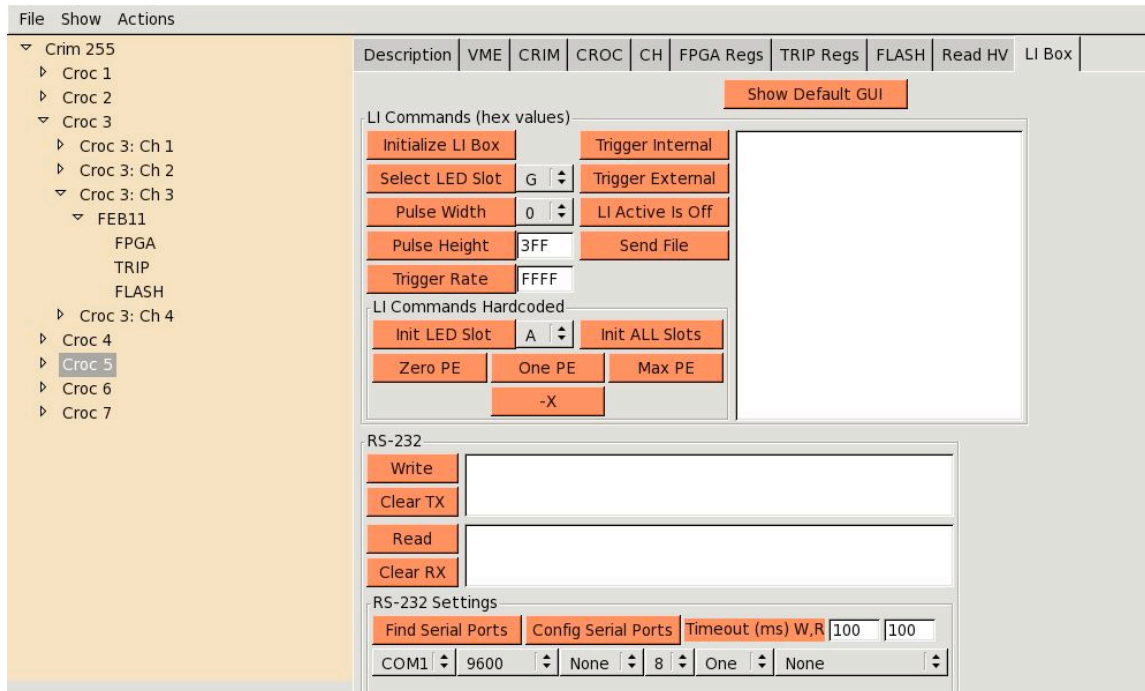 File Show Actions
Crim 255
Croc 1
Croc 2
Croc 3
Croc 3: Ch 1
Croc 3: Ch 2
Croc 3: Ch 3
FEB11
FPGA
TRIP
FLASH
Croc 3: Ch 4
Croc 4
Croc 5
Croc 6
Croc 7
Description VME CRIM CROC CH FPGA Regs TRIP Regs FLASH Read HV LI Box
Show Default GUI
LI Commands (hex values)
Initialize LI Box Trigger Internal
Select LED Slot G Trigger External
Pulse Width 0 LI Active Is Off
Pulse Height 3FF Send File
Trigger Rate FFFF
LI Commands Hardcoded
Init LED Slot A Init ALL Slots
Zero PE One PE Max PE
-X
RS-232
Write
Clear TX
Read
Clear RX
RS-232 Settings
Find Serial Ports Config Serial Ports Timeout (ms) W,R 100 100
COM1 9600 None 8 One None